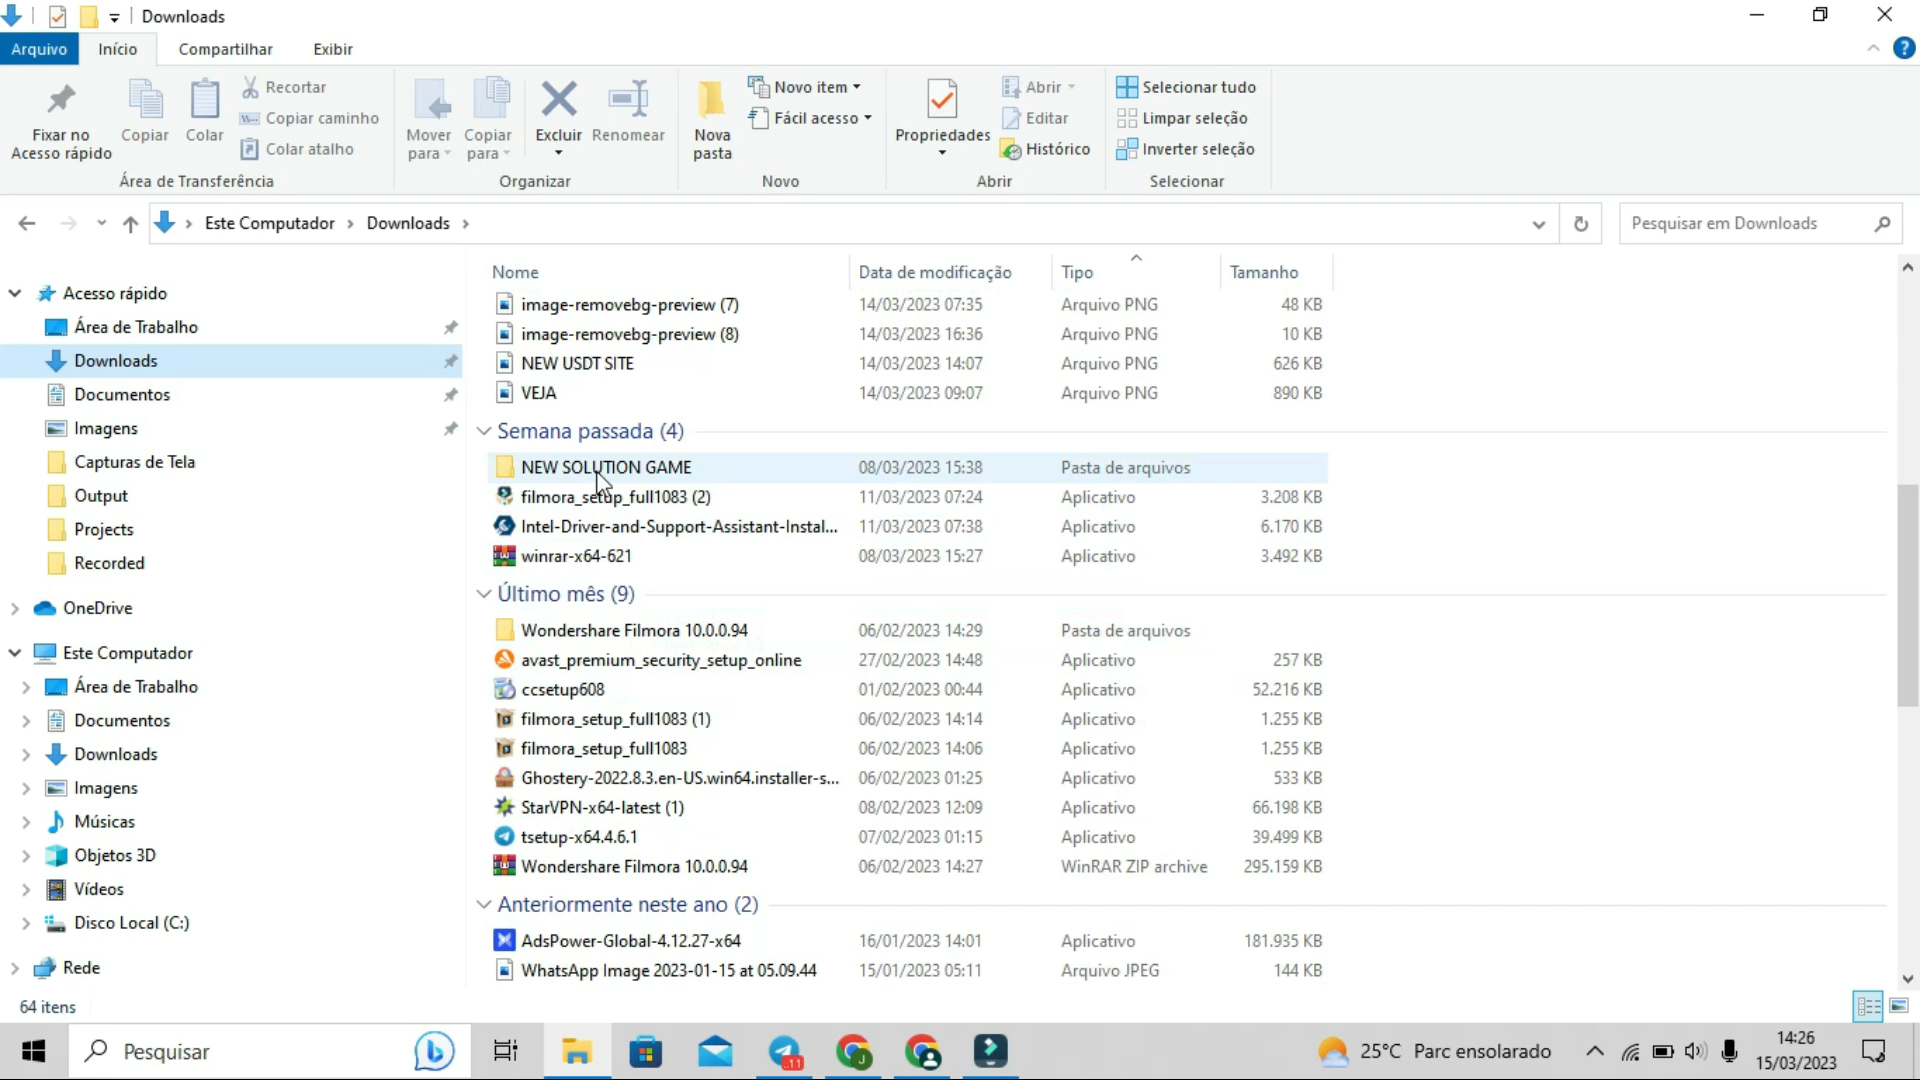 Downloads
Arquivo Início Compartilhar Exibir
Fixar no Acesso rápido
Copiar
Colar
Recortar
Copiar caminho
Colar atalho
Área de Transferência
Mover para
Copiar para
Excluir
Renomear
Organizar
Nova pasta
Novo item
Fácil acesso
Novo
Propriedades
Abrir
Editar
Histórico
Abrir
Selecionar tudo
Limpar seleção
Inverter seleção
Selecionar
Este Computador > Downloads >
Pesquisar em Downloads
Acesso rápido
Área de Trabalho
Downloads
Documentos
Imagens
Capturas de Tela
Output
Projects
Recorded
OneDrive
Este Computador
Área de Trabalho
Documentos
Downloads
Imagens
Músicas
Objetos 3D
Vídeos
Disco Local (C:)
Rede
Nome Data de modificação Tipo Tamanho
image-removebg-preview (7) 14/03/2023 07:35 Arquivo PNG 48 KB
image-removebg-preview (8) 14/03/2023 16:36 Arquivo PNG 10 KB
NEW USDT SITE 14/03/2023 14:07 Arquivo PNG 626 KB
VEJA 14/03/2023 09:07 Arquivo PNG 890 KB
Semana passada (4)
NEW SOLUTION GAME 08/03/2023 15:38 Pasta de arquivos
filmora_setup_full1083 (2) 11/03/2023 07:24 Aplicativo 3.208 KB
Intel-Driver-and-Support-Assistant-Instal... 11/03/2023 07:38 Aplicativo 6.170 KB
winrar-x64-621 08/03/2023 15:27 Aplicativo 3.492 KB
Último mês (9)
Wondershare Filmora 10.0.0.94 06/02/2023 14:29 Pasta de arquivos
avast_premium_security_setup_online 27/02/2023 14:48 Aplicativo 257 KB
ccsetup608 01/02/2023 00:44 Aplicativo 52.216 KB
filmora_setup_full1083 (1) 06/02/2023 14:14 Aplicativo 1.255 KB
filmora_setup_full1083 06/02/2023 14:06 Aplicativo 1.255 KB
Ghostery-2022.8.3.en-US.win64.installer-s... 06/02/2023 01:25 Aplicativo 533 KB
StarVPN-x64-latest (1) 08/02/2023 12:09 Aplicativo 66.198 KB
tsetup-x64.4.6.1 07/02/2023 01:15 Aplicativo 39.499 KB
Wondershare Filmora 10.0.0.94 06/02/2023 14:27 WinRAR ZIP archive 295.159 KB
Anteriormente neste ano (2)
AdsPower-Global-4.12.27-x64 16/01/2023 14:01 Aplicativo 181.935 KB
WhatsApp Image 2023-01-15 at 05.09.44 15/01/2023 05:11 Arquivo JPEG 144 KB
64 itens
Pesquisar
11
J
25°C Parc ensolarado
14:26
15/03/2023